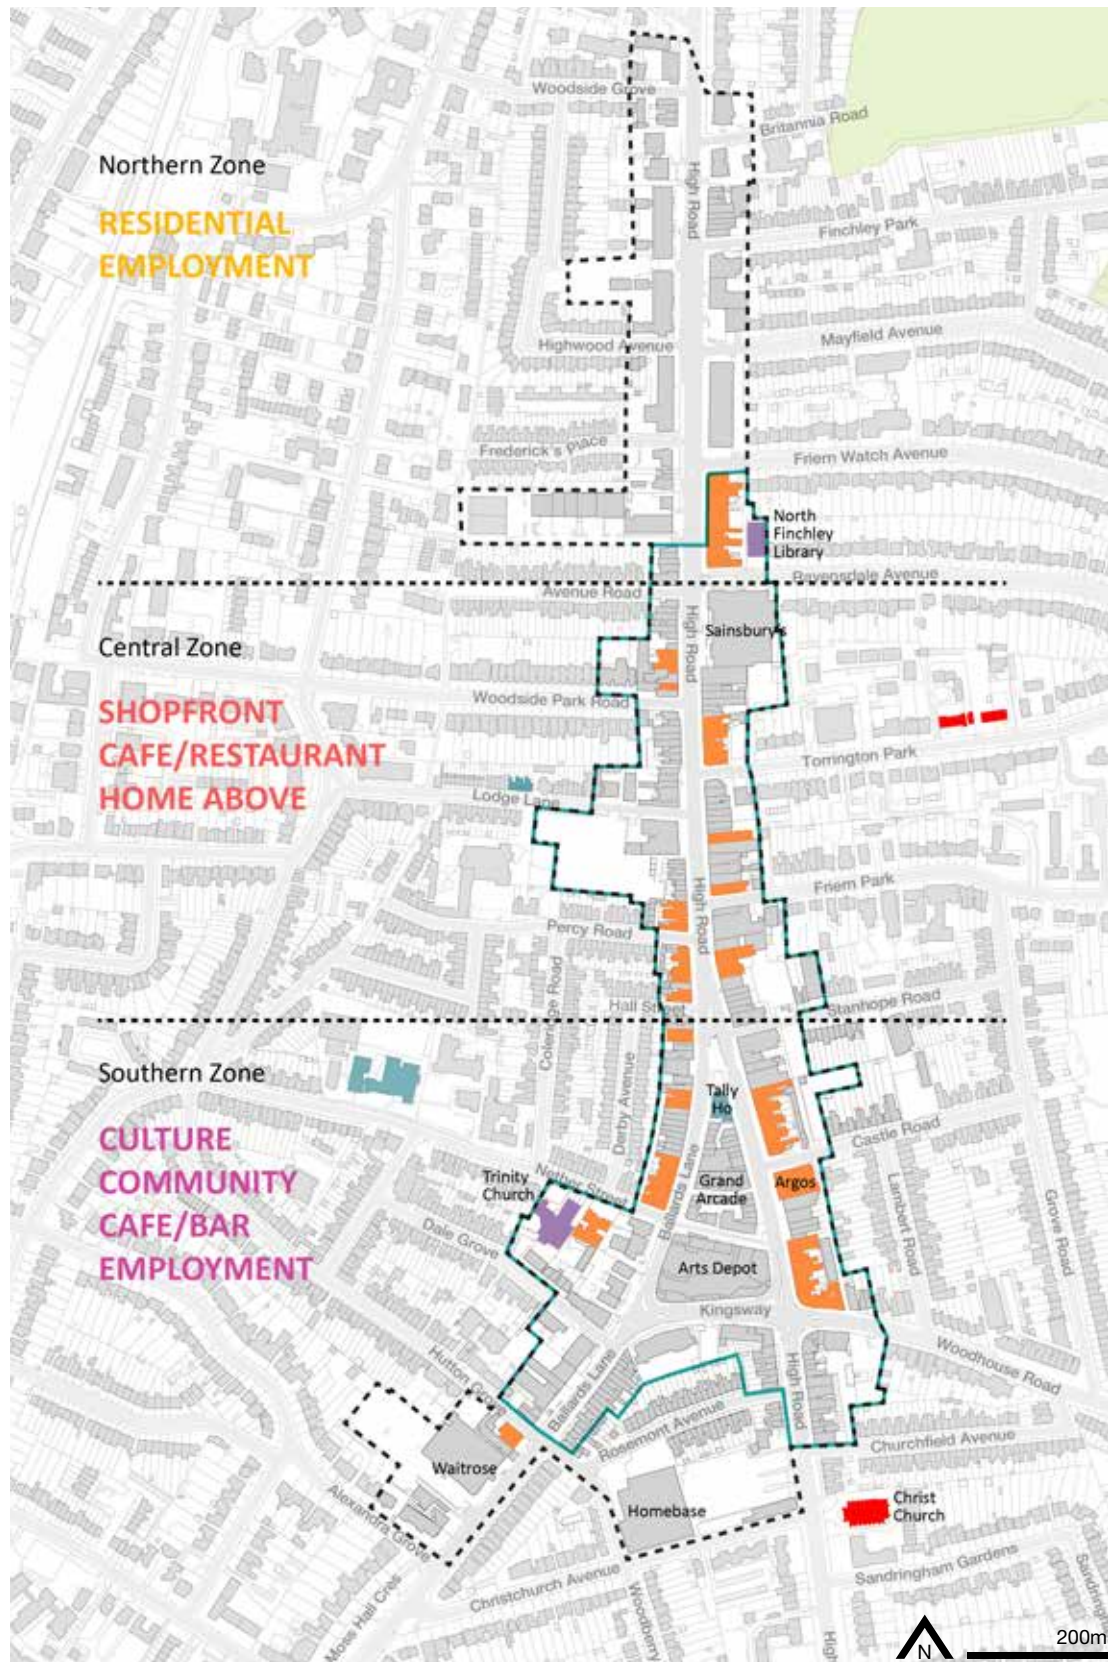 Woodside Grove
Britannia Road
Northern Zone
High Road
RESIDENTIAL
EMPLOYMENT
Finchley Park
Mayfield Avenue
Highwood Avenue
Frederick's Place
Friern Watch Avenue
North
Finchley
Library
Ravensdale Avenue
Avenue Road
High Road
Sainsbury's
Central Zone
Woodside Park Road
SHOPFRONT
CAFE/RESTAURANT
HOME ABOVE
Torrington Park
Lodge Lane
Friern Park
High Road
Percy Road
Coleridge Road
Hall Street
Stanhope Road
Southern Zone
Tally
Ho
Derby Avenue
Castle Road
CULTURE
COMMUNITY
CAFE/BAR
EMPLOYMENT
Trinity
Church
Nether Street
Ballards Lane
Grand
Arcade
Argos
Lambert Road
Grove Road
Dale Grove
Arts Depot
Kingsway
Woodhouse Road
Hutton Grove
Ballards Lane
High Road
Rosemont Avenue
Churchfield Avenue
Waitrose
Homebase
Christ
Church
Alexandra Grove
Sandringham Gardens
Christchurch Avenue
Moss Hall Cres
Woodberry
High
Sandringh
N
200m